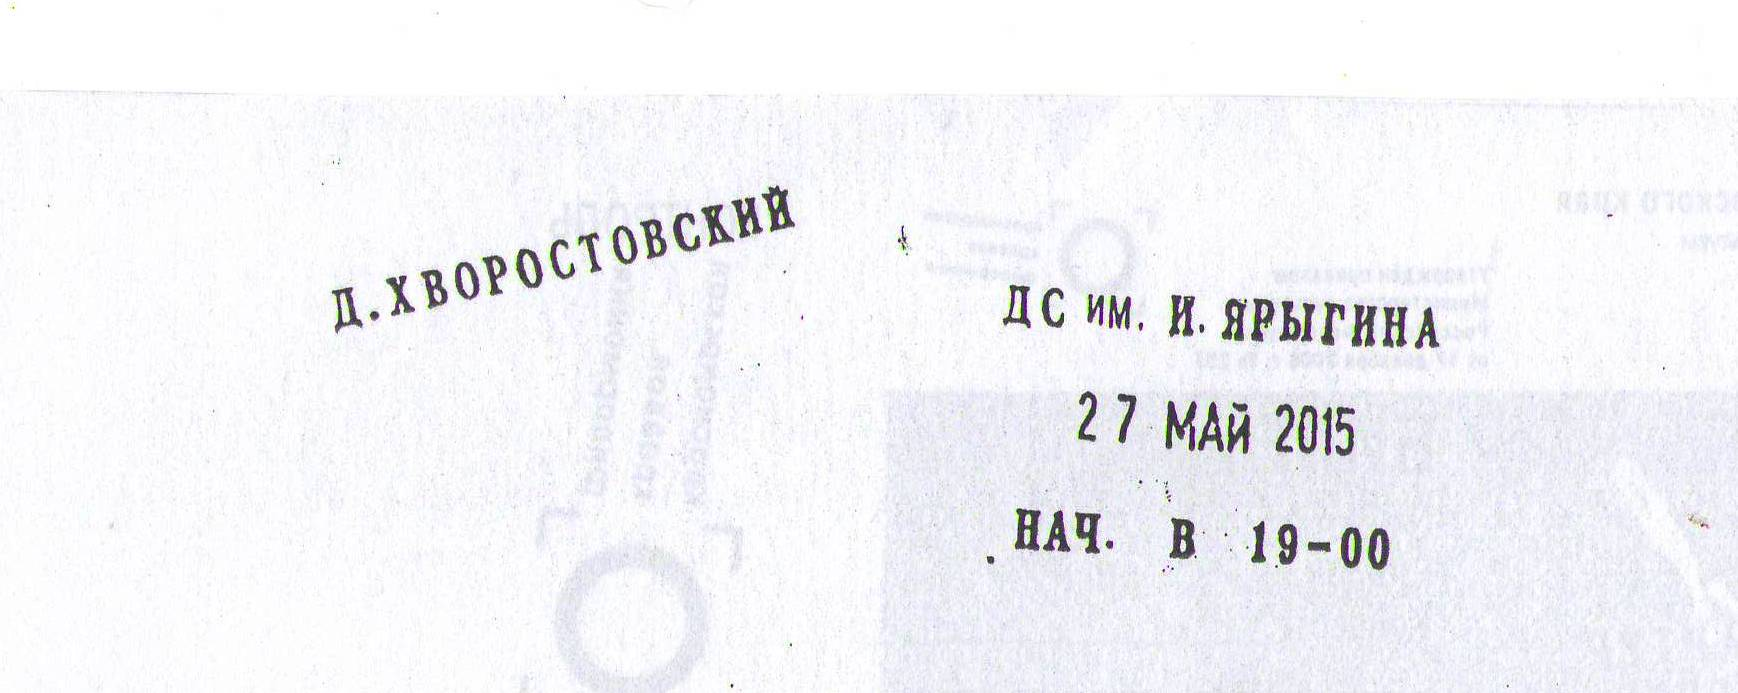 Д.ХВОРОСТОВСКИЙ
ДС им. И. ЯРЫГИНА
27 МАЙ 2015
НАЧ. В 19-00